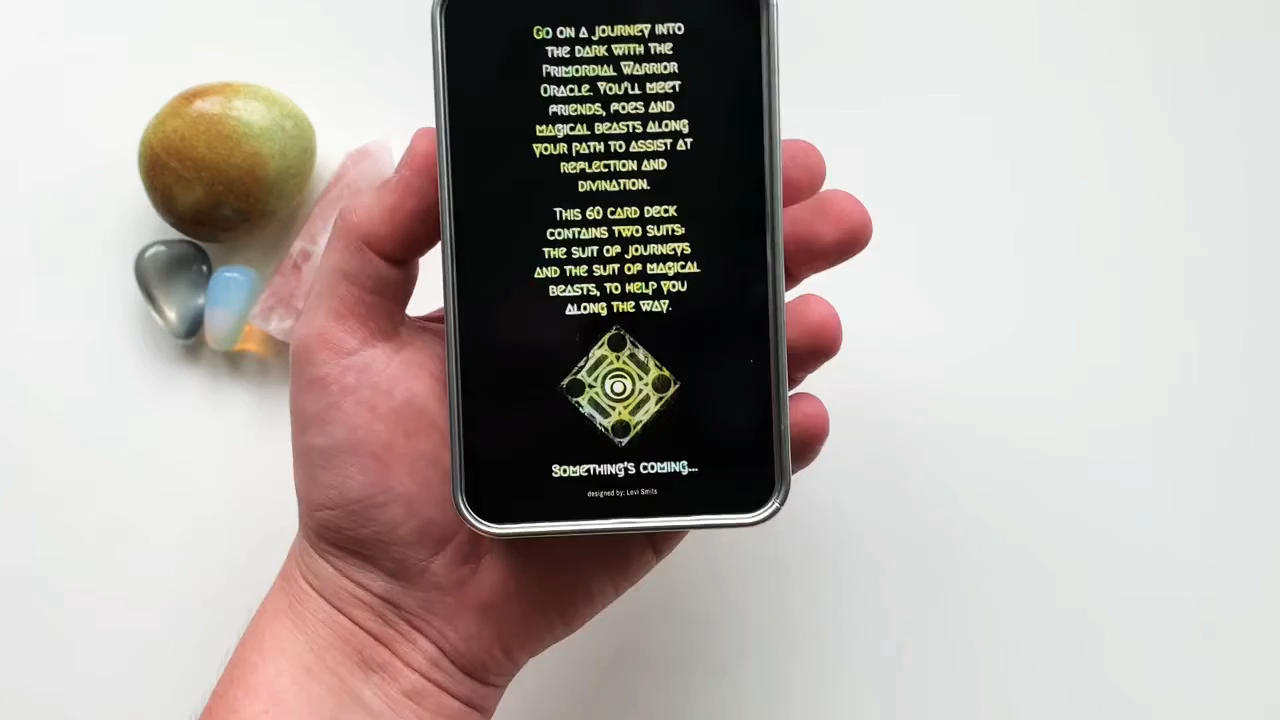 Go on a journey into
the dark with the
Primordial Warrior
Oracle. You'll meet
friends, foes and
magical beasts along
your path to assist at
reflection and
divination.
This 60 card deck
contains two suits:
the suit of journeys
and the suit of magical
beasts, to help you
along the way.
Something's coming...
designed by: Levi Smits